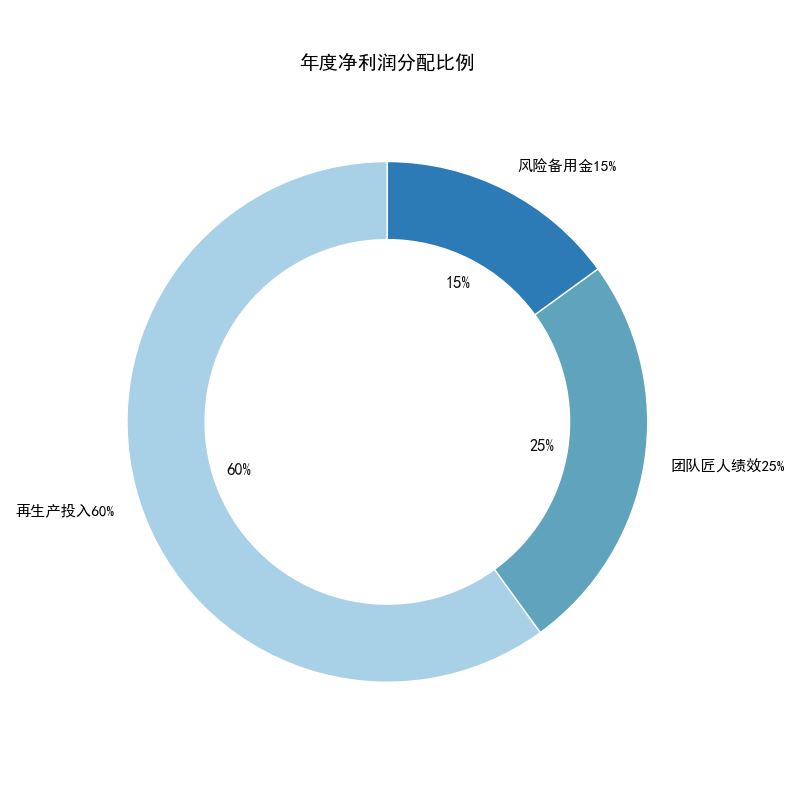 年度净利润分配比例
风险备用金15%
15%
25%
团队匠人绩效25%
60%
再生产投入60%